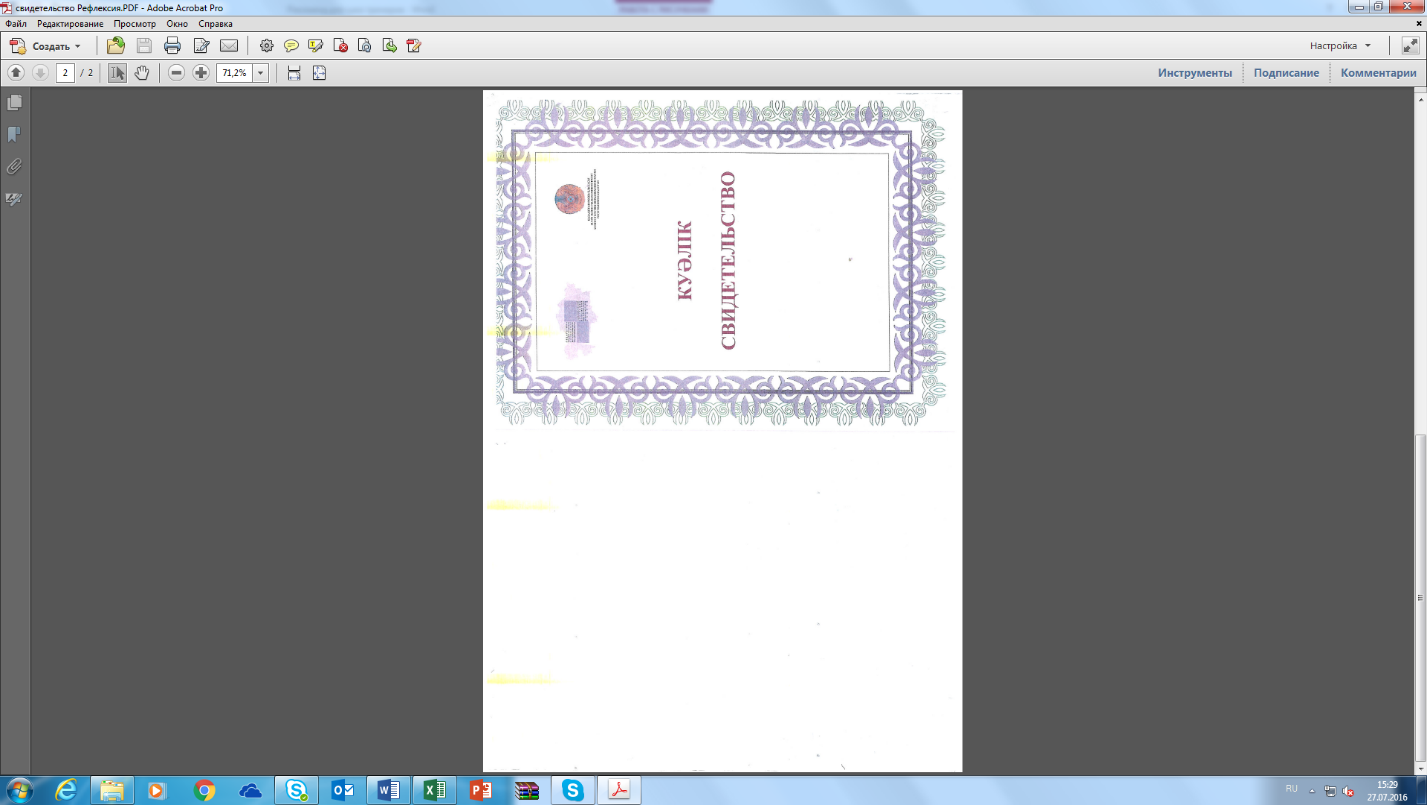 свидетельство Рефлексия.PDF - Adobe Acrobat Pro
Файл Редактирование Просмотр Окно Справка
Создать
Настройка
2 / 2
71,2%
Инструменты Подписание Комментарии
КУӘЛІК
СВИДЕТЕЛЬСТВО
RU
15:29
27.07.2016